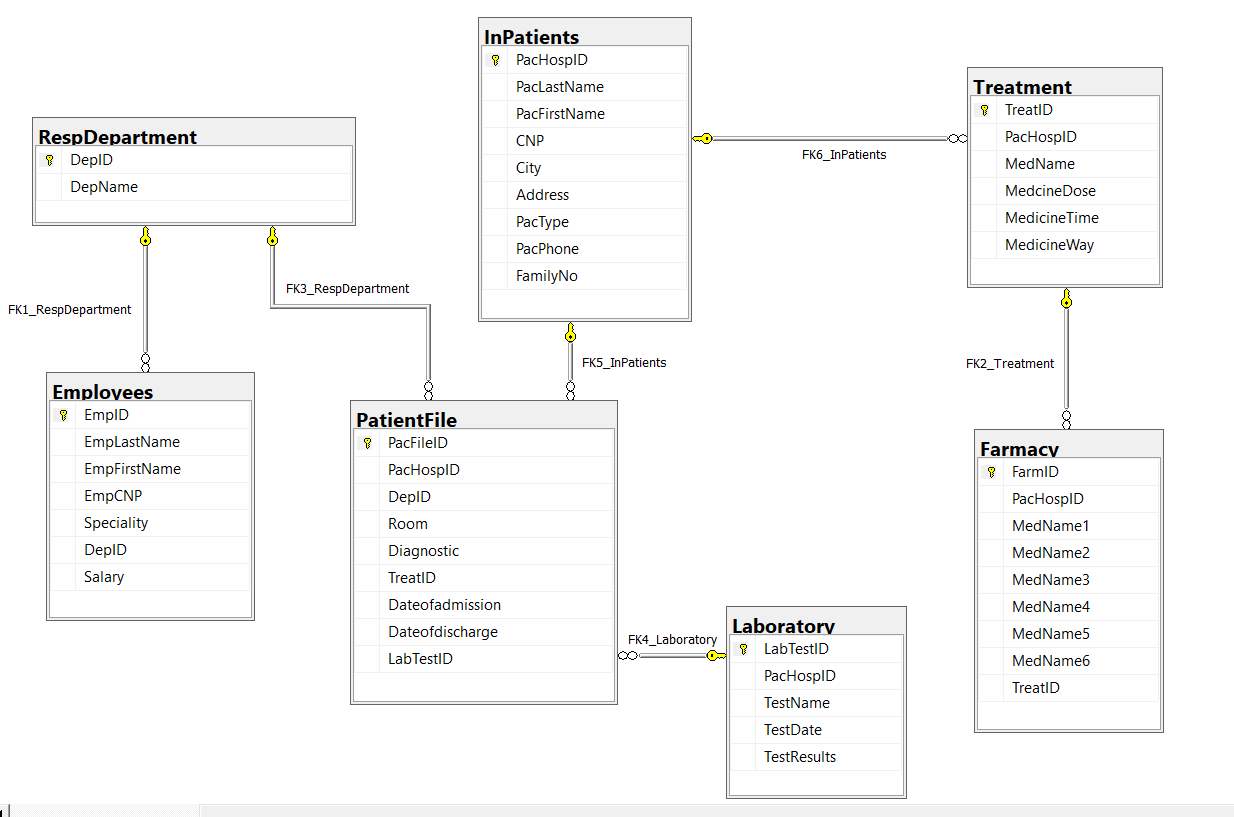 InPatients
PacHospID
PacLastName
PacFirstName
CNP
City
Address
PacType
PacPhone
FamilyNo
Treatment
TreatID
PacHospID
MedName
MedcineDose
MedicineTime
MedicineWay
RespDepartment
DepID
DepName
FK6_InPatients
FK3_RespDepartment
FK1_RespDepartment
FK5_InPatients
FK2_Treatment
Employees
EmpID
EmpLastName
EmpFirstName
EmpCNP
Speciality
DepID
Salary
PatientFile
PacFileID
PacHospID
DepID
Room
Diagnostic
TreatID
Dateofadmission
Dateofdischarge
LabTestID
Farmacy
FarmID
PacHospID
MedName1
MedName2
MedName3
MedName4
MedName5
MedName6
TreatID
FK4_Laboratory
Laboratory
LabTestID
PacHospID
TestName
TestDate
TestResults